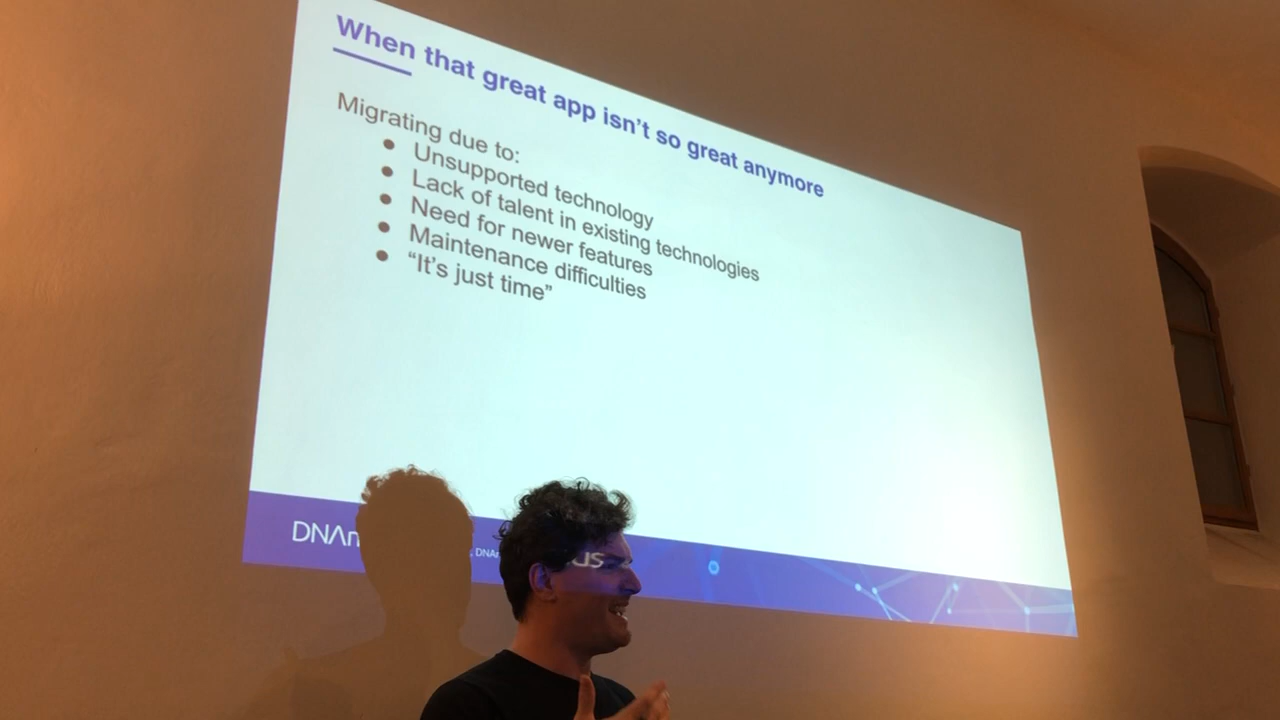 When that great app isn't so great anymore
Migrating due to:
● Unsupported technology
● Lack of talent in existing technologies
● Need for newer features
● Maintenance difficulties
● “It's just time”